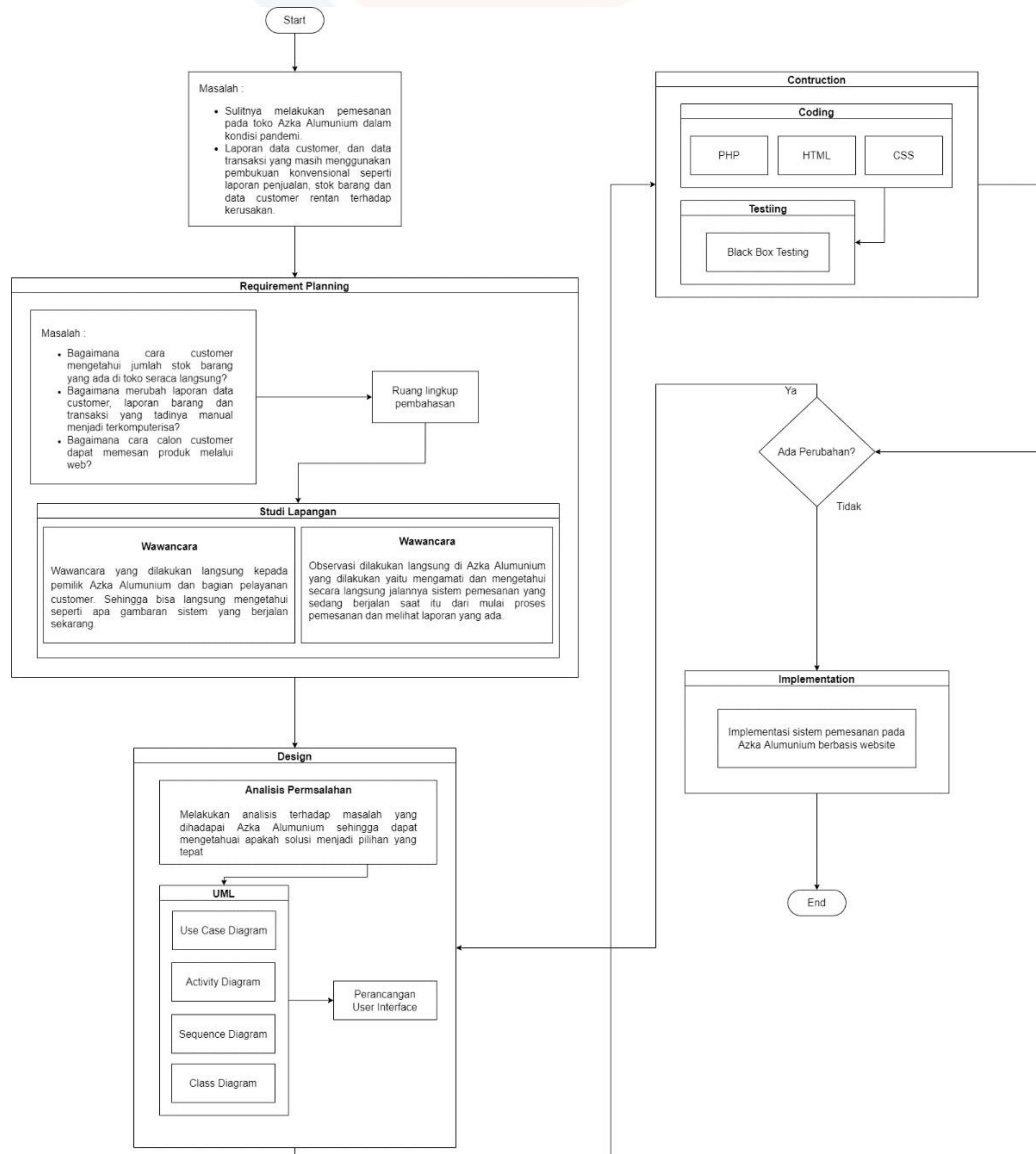 Start
Masalah :
• Sulitnya melakukan pemesanan
pada toko Azka Alumunium dalam
kondisi pandemi.
• Laporan data customer, dan data
transaksi yang masih menggunakan
pembukuan konvensional seperti
laporan penjualan, stok barang dan
data customer rentan terhadap
kerusakan.
Requirement Planning
Masalah :
• Bagaimana cara customer
mengetahui jumlah stok barang
yang ada di toko seraca langsung?
• Bagaimana merubah laporan data
customer, laporan barang dan
transaksi yang tadinya manual
menjadi terkomputerisa?
• Bagaimana cara calon customer
dapat memesan produk melalui
web?
Ruang lingkup
pembahasan
Studi Lapangan
Wawancara
Wawancara yang dilakukan langsung kepada
pemilik Azka Alumunium dan bagian pelayanan
customer. Sehingga bisa langsung mengetahui
seperti apa gambaran sistem yang berjalan
sekarang.
Wawancara
Observasi dilakukan langsung di Azka Alumunium
yang dilakukan yaitu mengamati dan mengetahui
secara langsung jalannya sistem pemesanan yang
sedang berjalan saat itu dari mulai proses
pemesanan dan melihat laporan yang ada.
Design
Analisis Permsalahan
Melakukan analisis terhadap masalah yang
dihadapai Azka Alumunium sehingga dapat
mengetahuai apakah solusi menjadi pilihan yang
tepat
UML
Use Case Diagram
Activity Diagram
Sequence Diagram
Class Diagram
Perancangan
User Interface
Contruction
Coding
PHP
HTML
CSS
Testiing
Black Box Testing
Ya
Ada Perubahan?
Tidak
Implementation
Implementasi sistem pemesanan pada
Azka Alumunium berbasis website
End